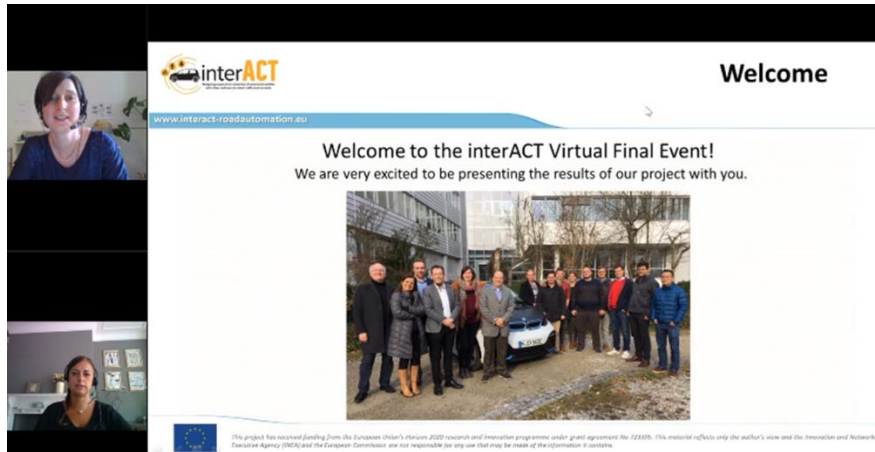 interACT
Welcome
www.interact-roadautomation.eu
Welcome to the interACT Virtual Final Event!
We are very excited to be presenting the results of our project with you.
This project has received funding from the European Union's Horizon 2020 research and innovation programme under grant agreement No 723395. This material reflects only the author's view and the Innovation and Networks
Executive Agency (INEA) and the European Commission are not responsible for any use that may be made of the information it contains.